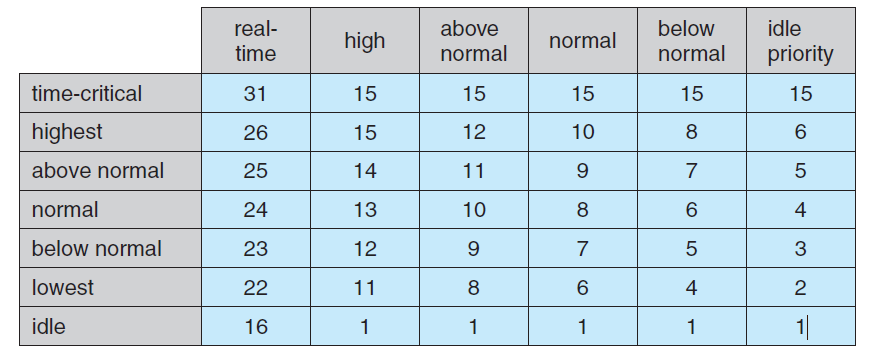 real-time high above normal normal below normal idle priority
time-critical 31 15 15 15 15 15
highest 26 15 12 10 8 6
above normal 25 14 11 9 7 5
normal 24 13 10 8 6 4
below normal 23 12 9 7 5 3
lowest 22 11 8 6 4 2
idle 16 1 1 1 1 1